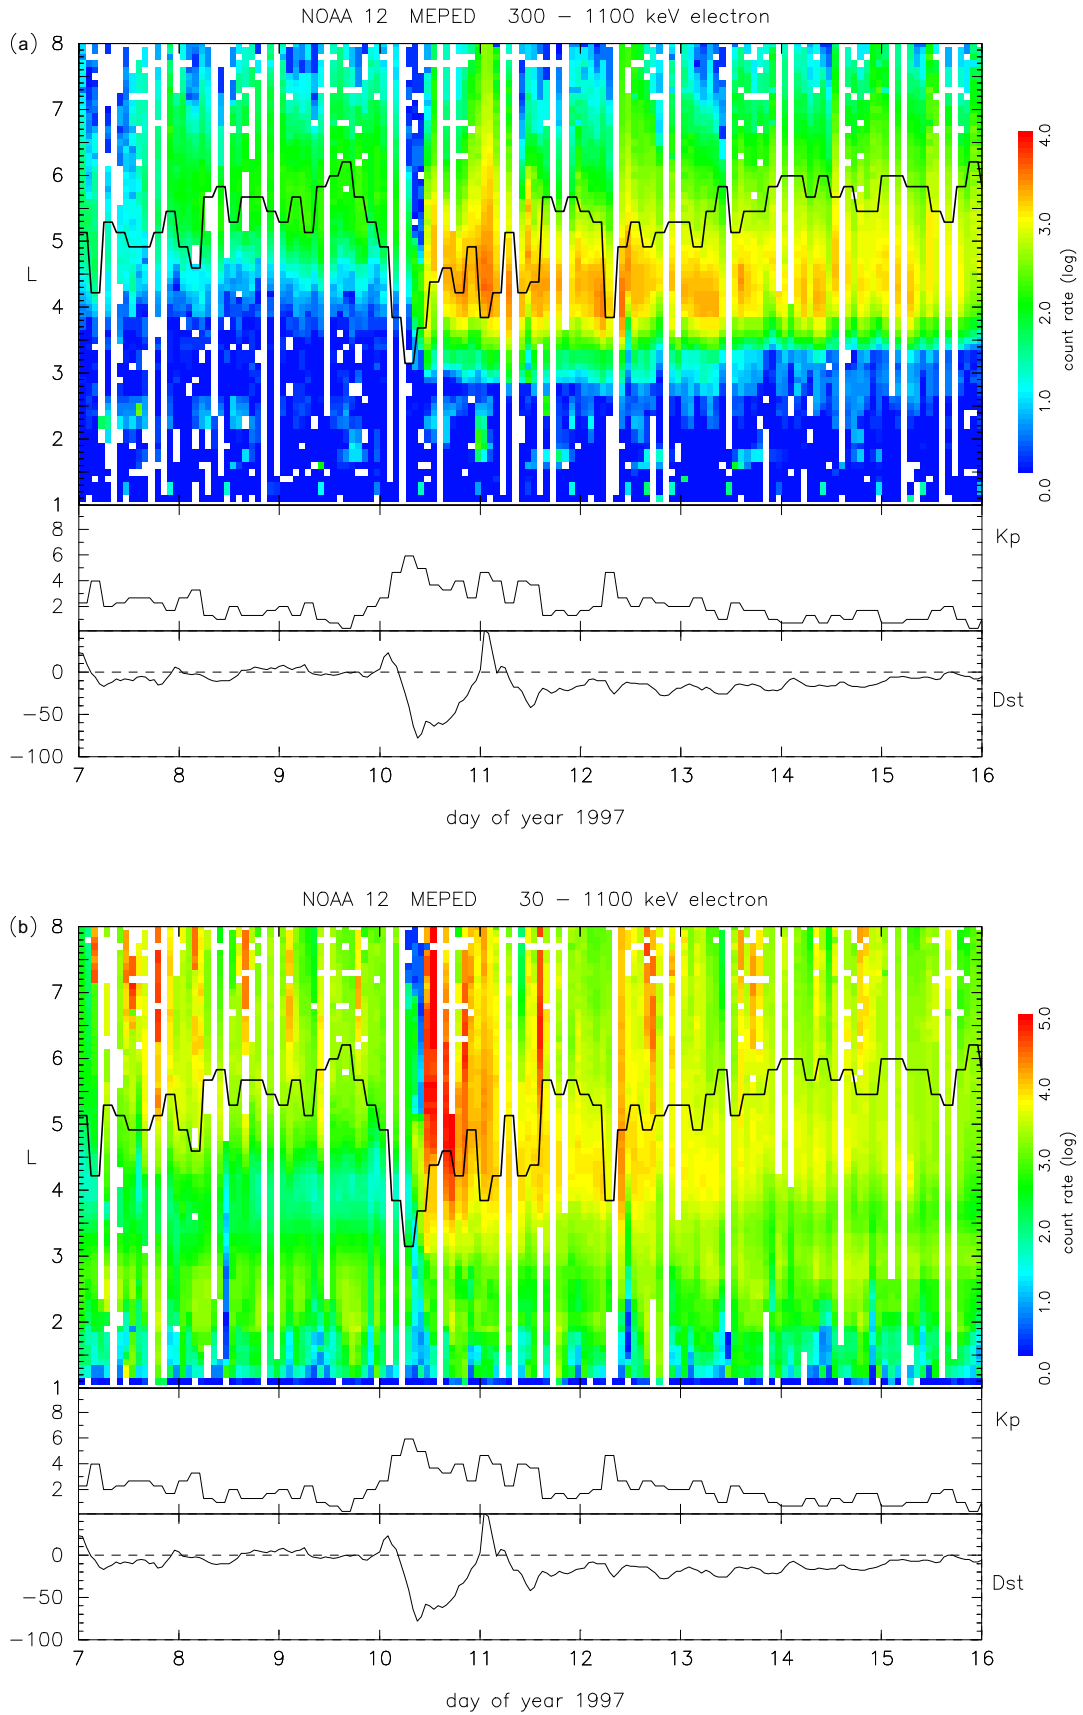 NOAA 12 MEPED 300 – 1100 keV electron
(a)
8
7
6
5
L
4
3
2
1
4.0
3.0
2.0
1.0
0.0
count rate (log)
8
6
4
2
Kp
0
−50
−100
Dst
7 8 9 10 11 12 13 14 15 16
day of year 1997
NOAA 12 MEPED 30 – 1100 keV electron
(b)
8
7
6
5
L
4
3
2
1
5.0
4.0
3.0
2.0
1.0
0.0
count rate (log)
8
6
4
2
Kp
0
−50
−100
Dst
7 8 9 10 11 12 13 14 15 16
day of year 1997